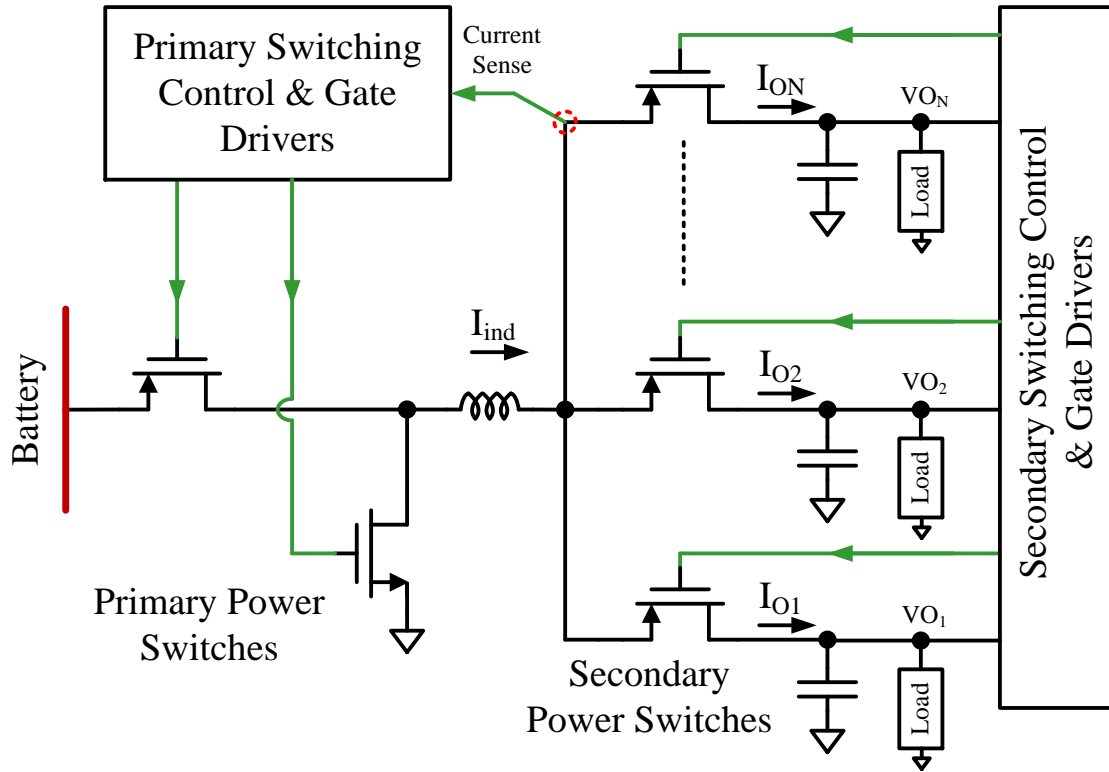 Primary Switching
Control & Gate
Drivers
Current
Sense
I_ON
VO_N
Load
Secondary Switching Control
& Gate Drivers
Battery
I_ind
I_O2
VO_2
Load
Primary Power
Switches
I_O1
VO_1
Load
Secondary
Power Switches